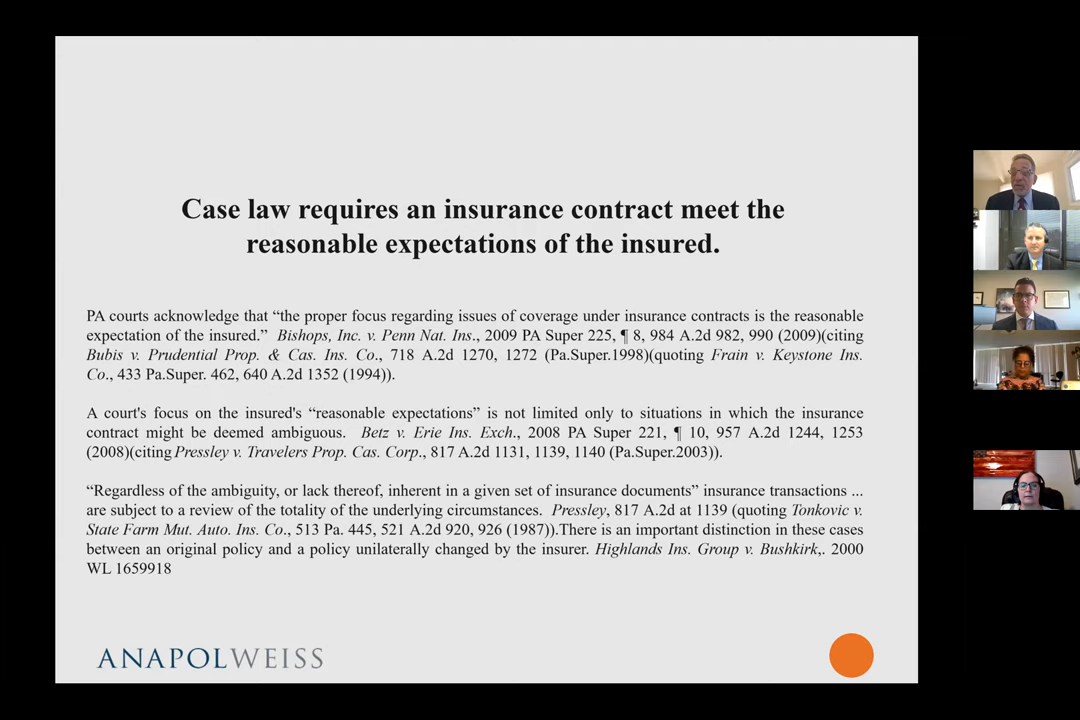 Case law requires an insurance contract meet the
reasonable expectations of the insured.
PA courts acknowledge that “the proper focus regarding issues of coverage under insurance contracts is the reasonable
expectation of the insured.” Bishops, Inc. v. Penn Nat. Ins., 2009 PA Super 225, ¶ 8, 984 A.2d 982, 990 (2009)(citing
Bubis v. Prudential Prop. & Cas. Ins. Co., 718 A.2d 1270, 1272 (Pa.Super.1998)(quoting Frain v. Keystone Ins.
Co., 433 Pa.Super. 462, 640 A.2d 1352 (1994)).
A court's focus on the insured's “reasonable expectations” is not limited only to situations in which the insurance
contract might be deemed ambiguous. Betz v. Erie Ins. Exch., 2008 PA Super 221, ¶ 10, 957 A.2d 1244, 1253
(2008)(citing Pressley v. Travelers Prop. Cas. Corp., 817 A.2d 1131, 1139, 1140 (Pa.Super.2003)).
“Regardless of the ambiguity, or lack thereof, inherent in a given set of insurance documents” insurance transactions ...
are subject to a review of the totality of the underlying circumstances. Pressley, 817 A.2d at 1139 (quoting Tonkovic v.
State Farm Mut. Auto. Ins. Co., 513 Pa. 445, 521 A.2d 920, 926 (1987)).There is an important distinction in these cases
between an original policy and a policy unilaterally changed by the insurer. Highlands Ins. Group v. Bushkirk,. 2000
WL 1659918
ANAPOLWEISS